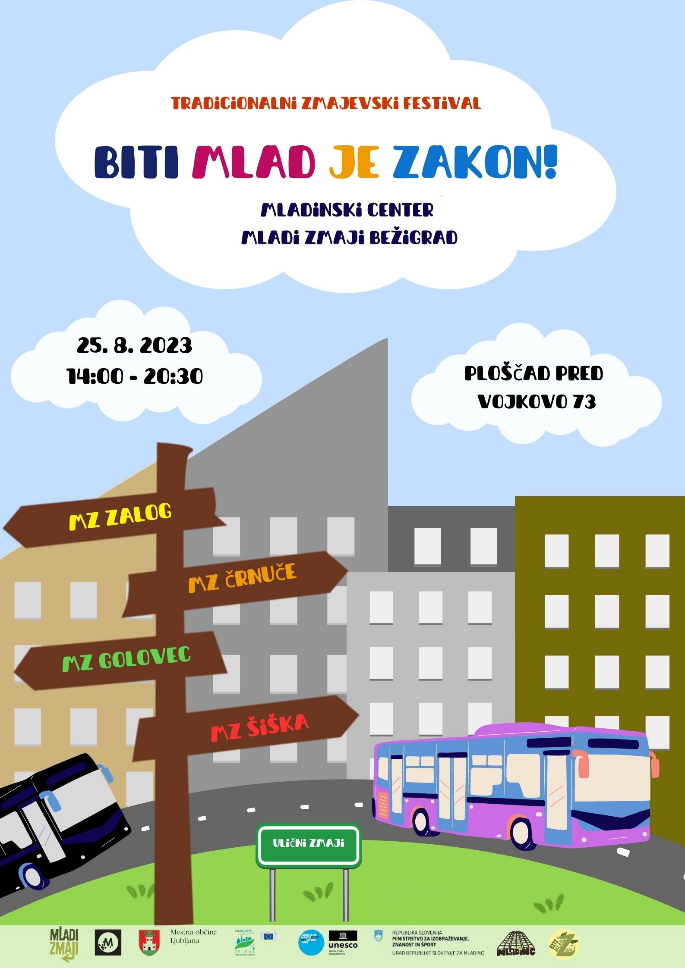 TRADICIONALNI ZMAJEVSKI FESTIVAL
BITI MLAD JE ZAKON!
MLADINSKI CENTER
MLADI ZMAJI BEŽIGRAD
25. 8. 2023
14:00 - 20:30
PLOŠČAD PRED
VOJKOVO 73
MZ ZALOG
MZ ČRNUČE
MZ GOLOVEC
MZ ŠIŠKA
ULIČNI ZMAJI
MLADI
ZMAJI
Mestna občina
Ljubljana
unesco
REPUBLIKA SLOVENIJA
MINISTRSTVO ZA IZOBRAŽEVANJE,
ZNANOST IN ŠPORT
URAD REPUBLIKE SLOVENIJE ZA MLADINO